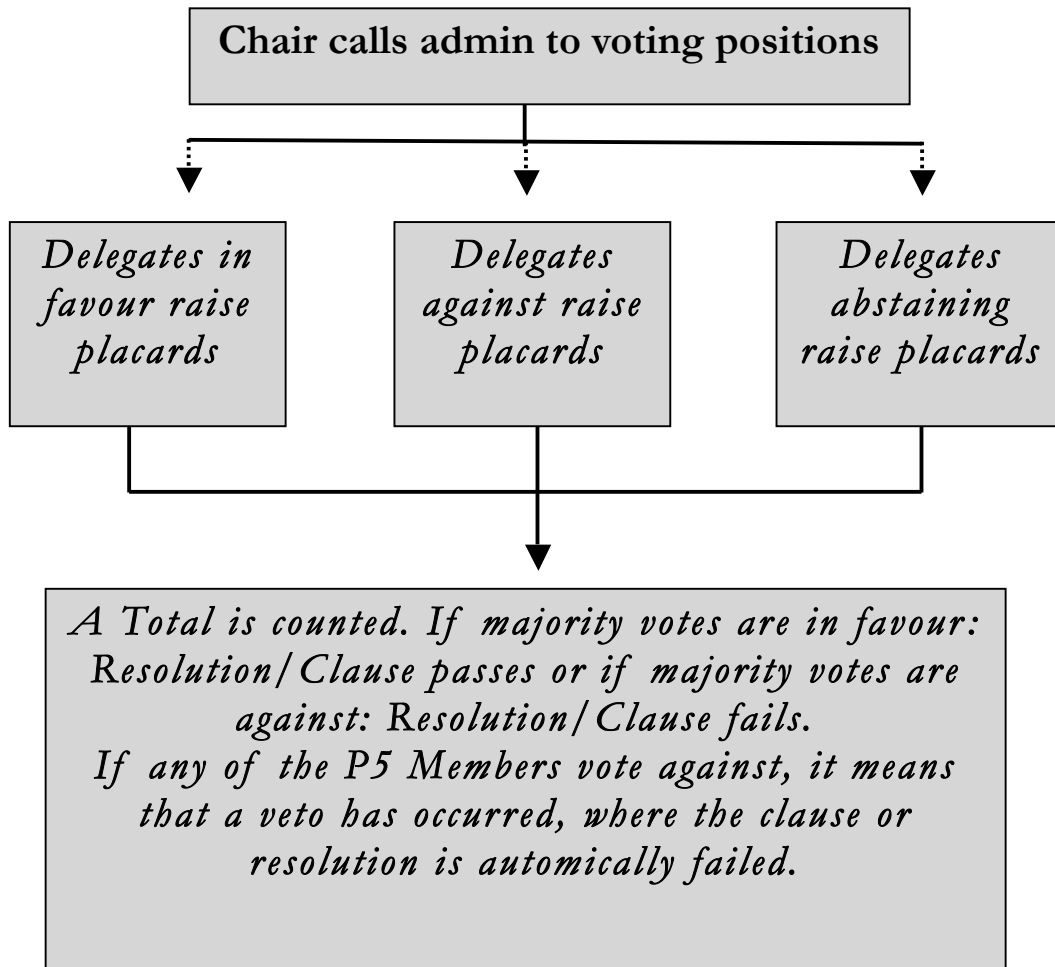 Chair calls admin to voting positions
Delegates in
favour raise
placards
Delegates
against raise
placards
Delegates
abstaining
raise placards
A Total is counted. If majority votes are in favour:
Resolution/Clause passes or if majority votes are
against: Resolution/Clause fails.
If any of the P5 Members vote against, it means
that a veto has occurred, where the clause or
resolution is automically failed.